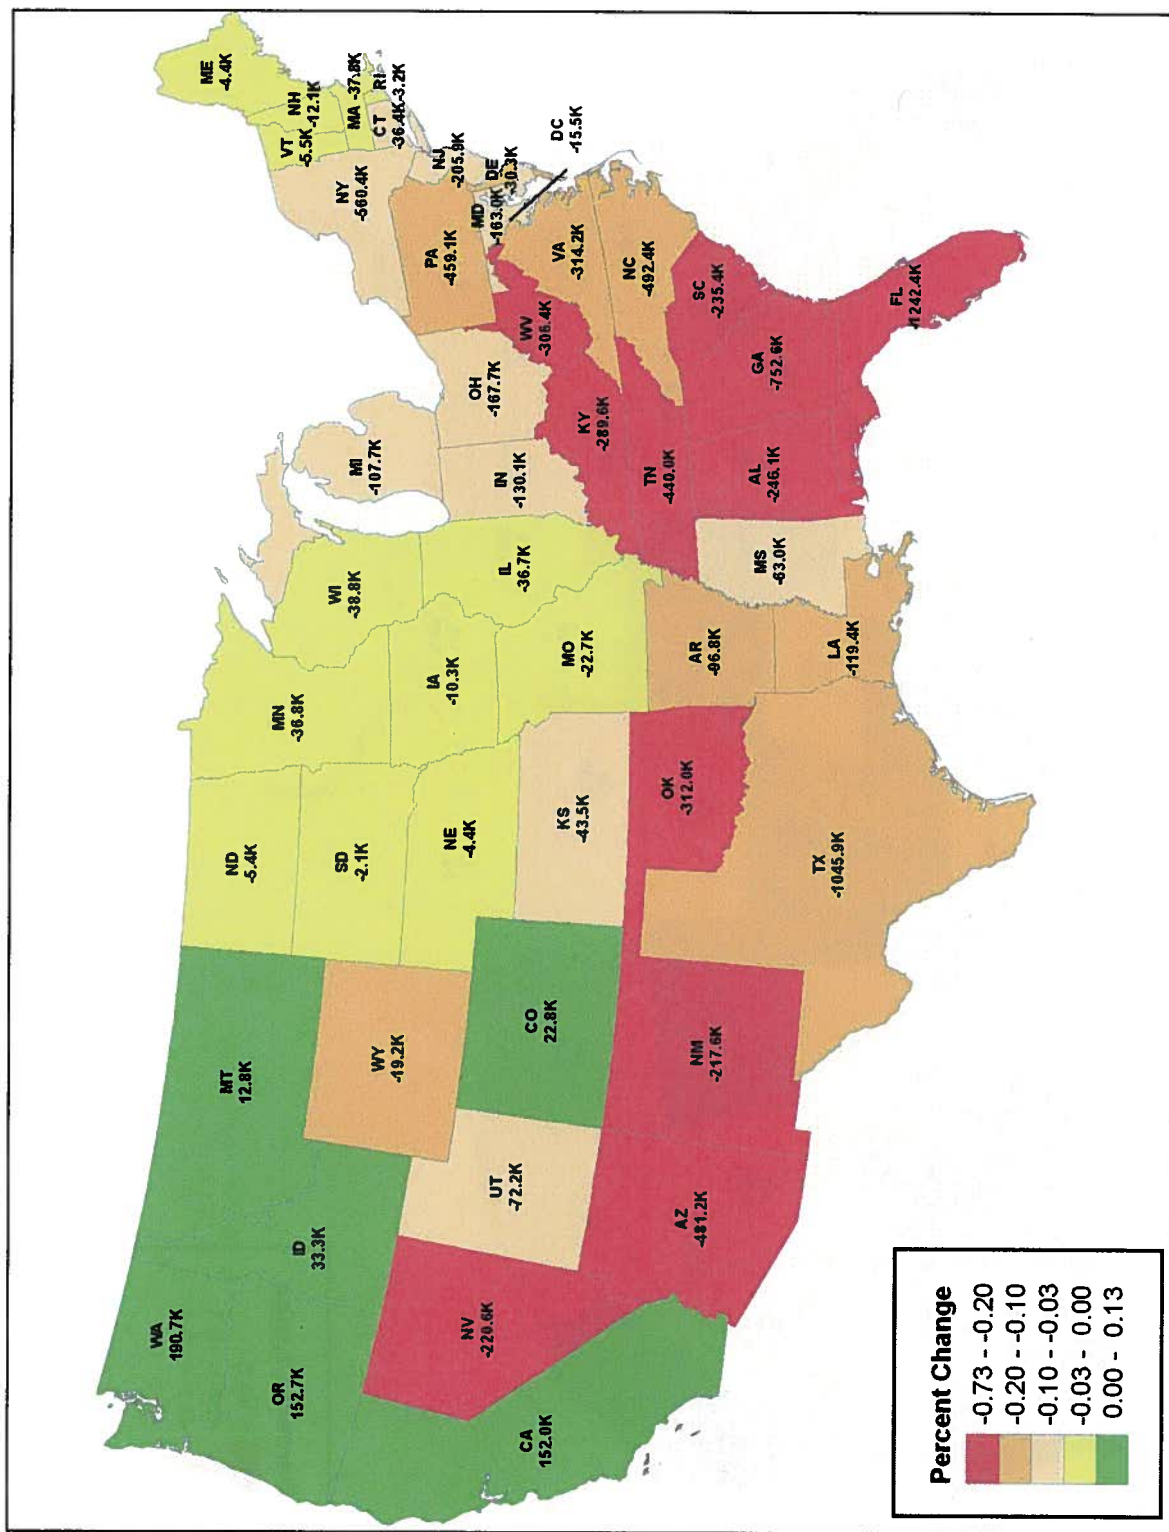 WA
190.7K
OR
152.7K
CA
152.0K
ID
33.3K
NV
-220.6K
MT
12.8K
WY
-19.2K
UT
-72.2K
AZ
-481.2K
CO
22.8K
NM
-217.6K
ND
-5.4K
SD
-2.1K
NE
-4.4K
KS
-43.5K
OK
-312.0K
TX
-1045.9K
MN
-36.8K
IA
-10.3K
MO
-22.7K
AR
-96.8K
LA
-119.4K
WI
-38.8K
IL
-36.7K
MS
-63.0K
MI
-107.7K
IN
-130.1K
OH
-167.7K
KY
-289.6K
TN
-440.0K
AL
-246.1K
GA
-752.6K
FL
-1242.4K
SC
-235.4K
NC
-492.4K
VA
-314.2K
WV
-306.4K
PA
-459.1K
NY
-560.4K
VT
-5.5K
NH
-12.1K
ME
-4.4K
MA -37.8K
RI
-3.2K
CT
-36.4K
NJ
-205.9K
DE
-30.3K
MD
-163.0K
DC
-15.5K
Percent Change
-0.73 - -0.20
-0.20 - -0.10
-0.10 - -0.03
-0.03 - 0.00
0.00 - 0.13